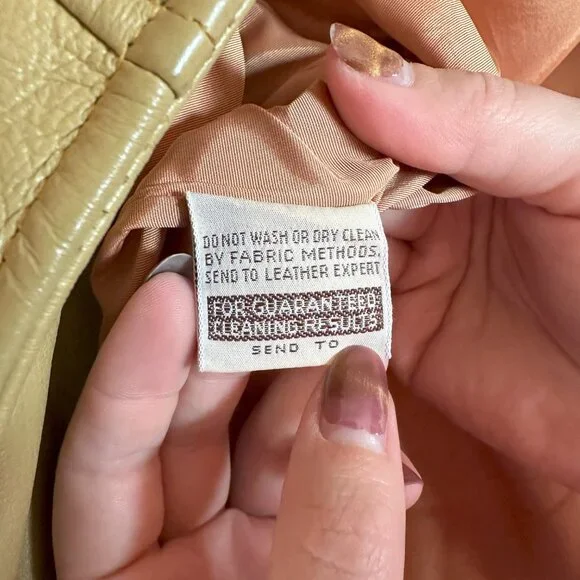 DO NOT WASH OR DRY CLEAN
BY FABRIC METHODS.
SEND TO LEATHER EXPERT
FOR GUARANTEED
CLEANING RESULTS
SEND TO